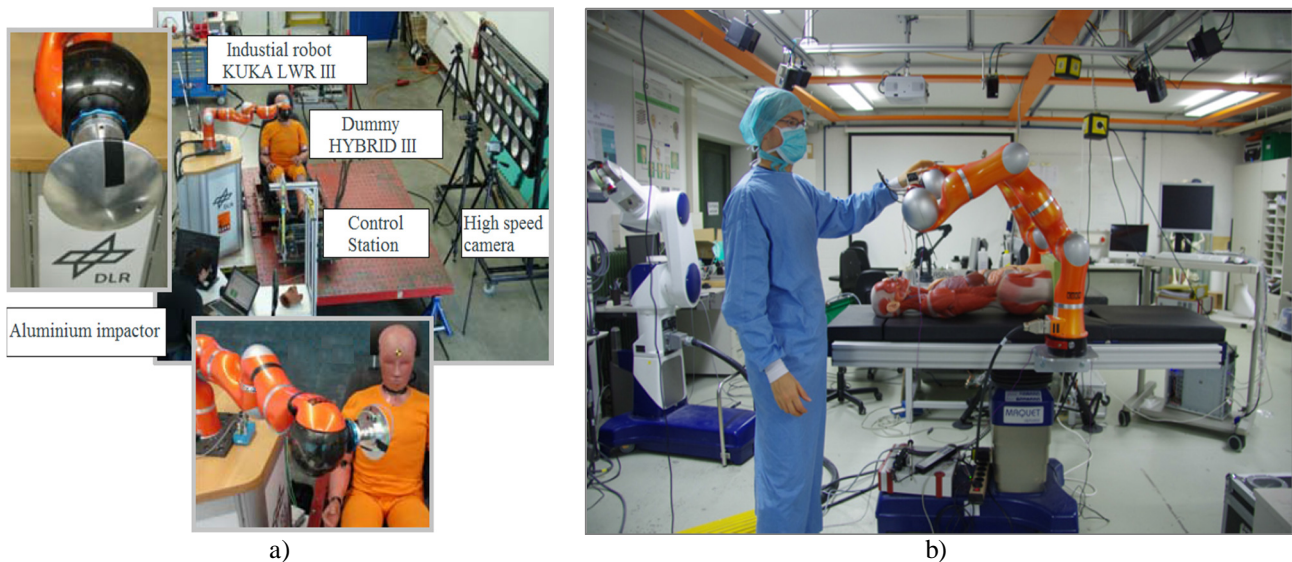 Industial robot
KUKA LWR III
Dummy
HYBRID III
Control
Station
High speed
camera
DLR
Aluminium impactor
MAQUET
a)
b)